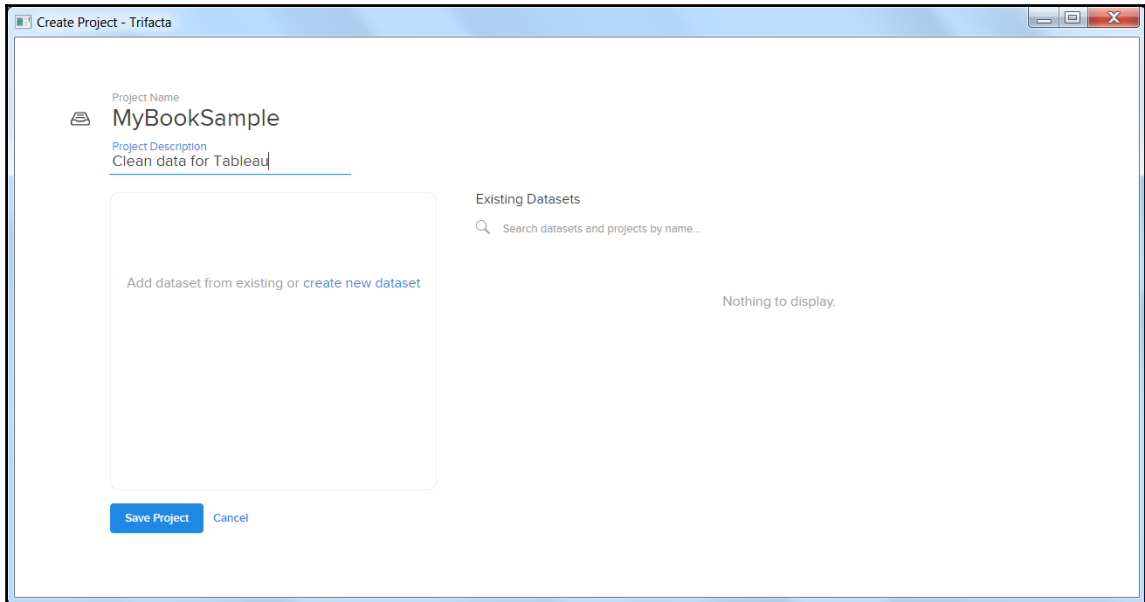 Create Project - Trifacta
Project Name
MyBookSample
Project Description
Clean data for Tableau
Existing Datasets
Search datasets and projects by name...
Add dataset from existing or create new dataset
Nothing to display.
Save Project Cancel